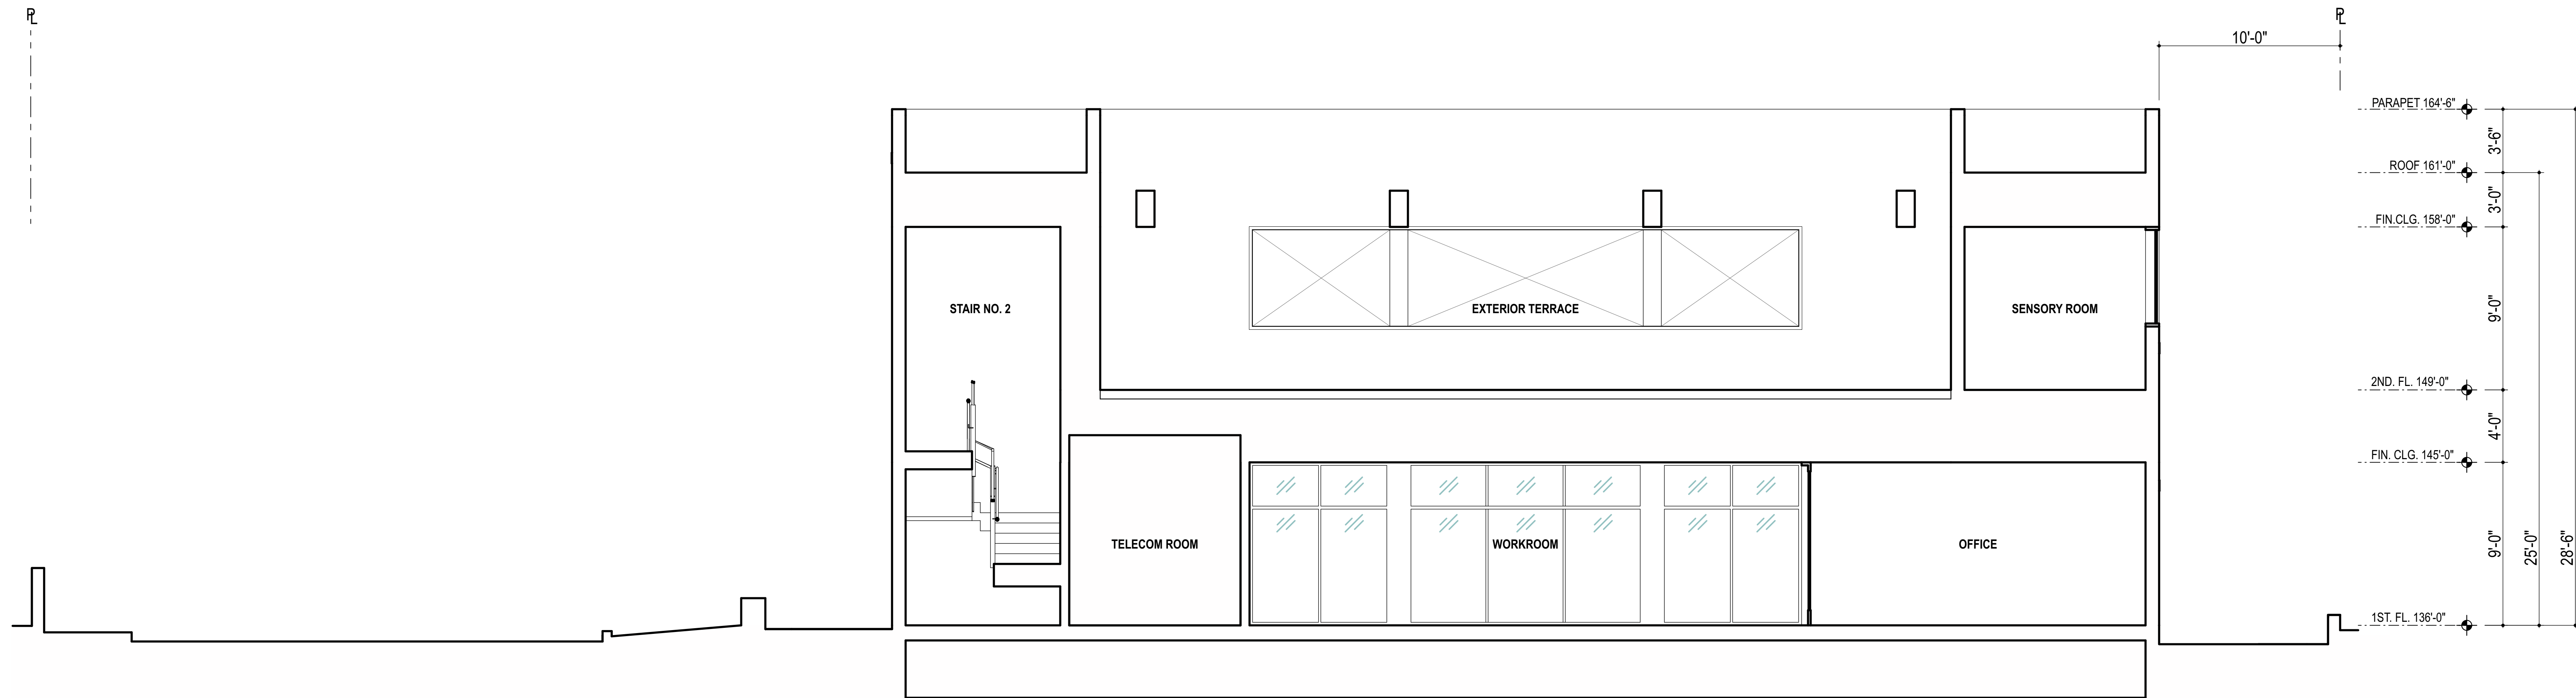 PL
PL
10'-0"
PARAPET 164'-6"
3'-6"
ROOF 161'-0"
3'-0"
FIN.CLG. 158'-0"
STAIR NO. 2
EXTERIOR TERRACE
SENSORY ROOM
9'-0"
2ND. FL. 149'-0"
4'-0"
FIN. CLG. 145'-0"
TELECOM ROOM
WORKROOM
OFFICE
9'-0"
25'-0"
28'-6"
1ST. FL. 136'-0"